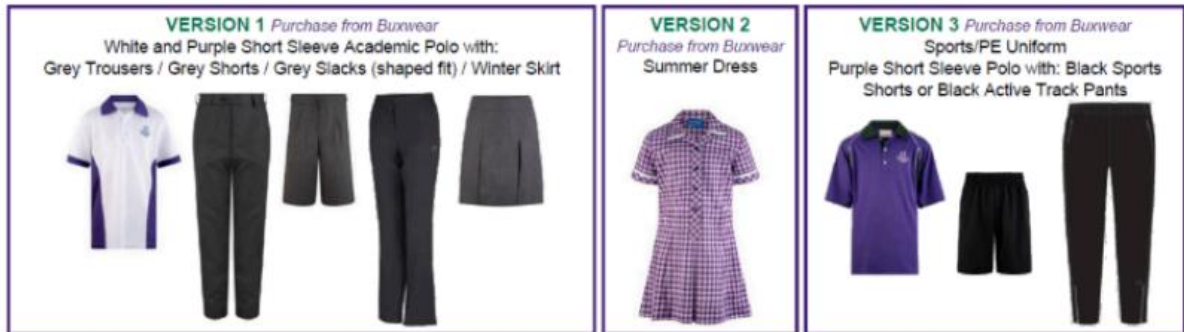 VERSION 1 Purchase from Buxwear
White and Purple Short Sleeve Academic Polo with:
Grey Trousers / Grey Shorts / Grey Slacks (shaped fit) / Winter Skirt
VERSION 2
Purchase from Buxwear
Summer Dress
VERSION 3 Purchase from Buxwear
Sports/PE Uniform
Purple Short Sleeve Polo with: Black Sports
Shorts or Black Active Track Pants